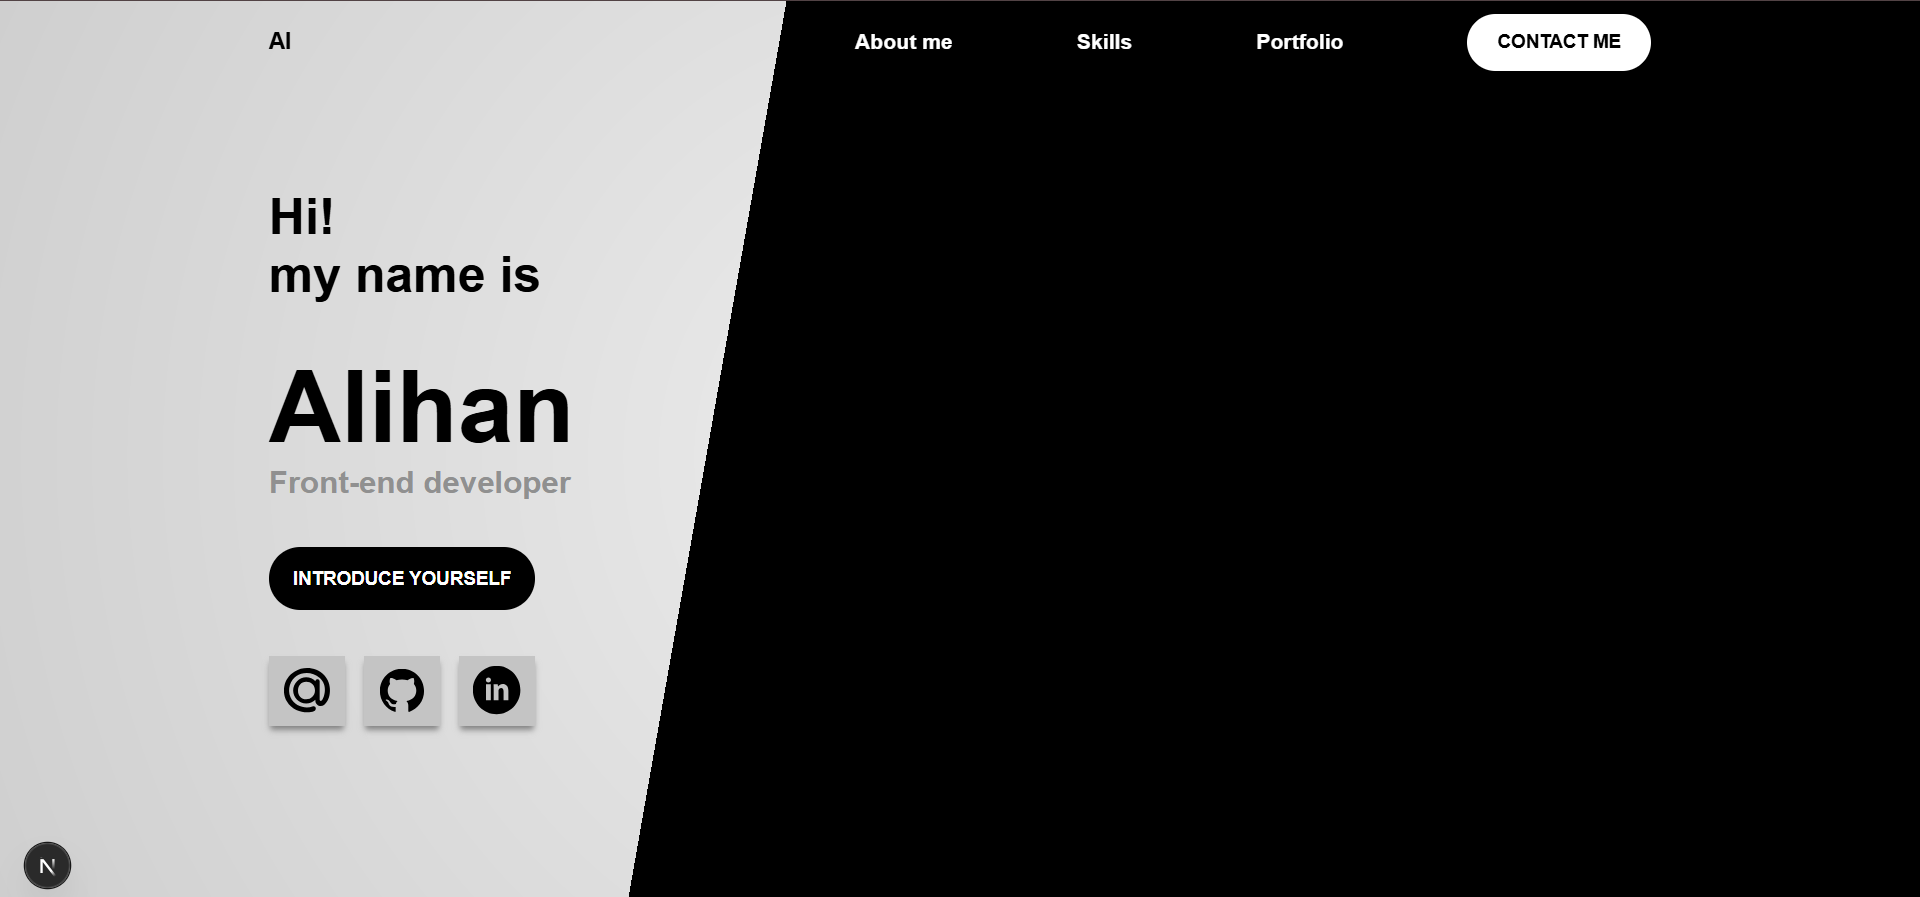 Al
About me
Skills
Portfolio
CONTACT ME
Hi!
my name is
Alihan
Front-end developer
INTRODUCE YOURSELF
in
N